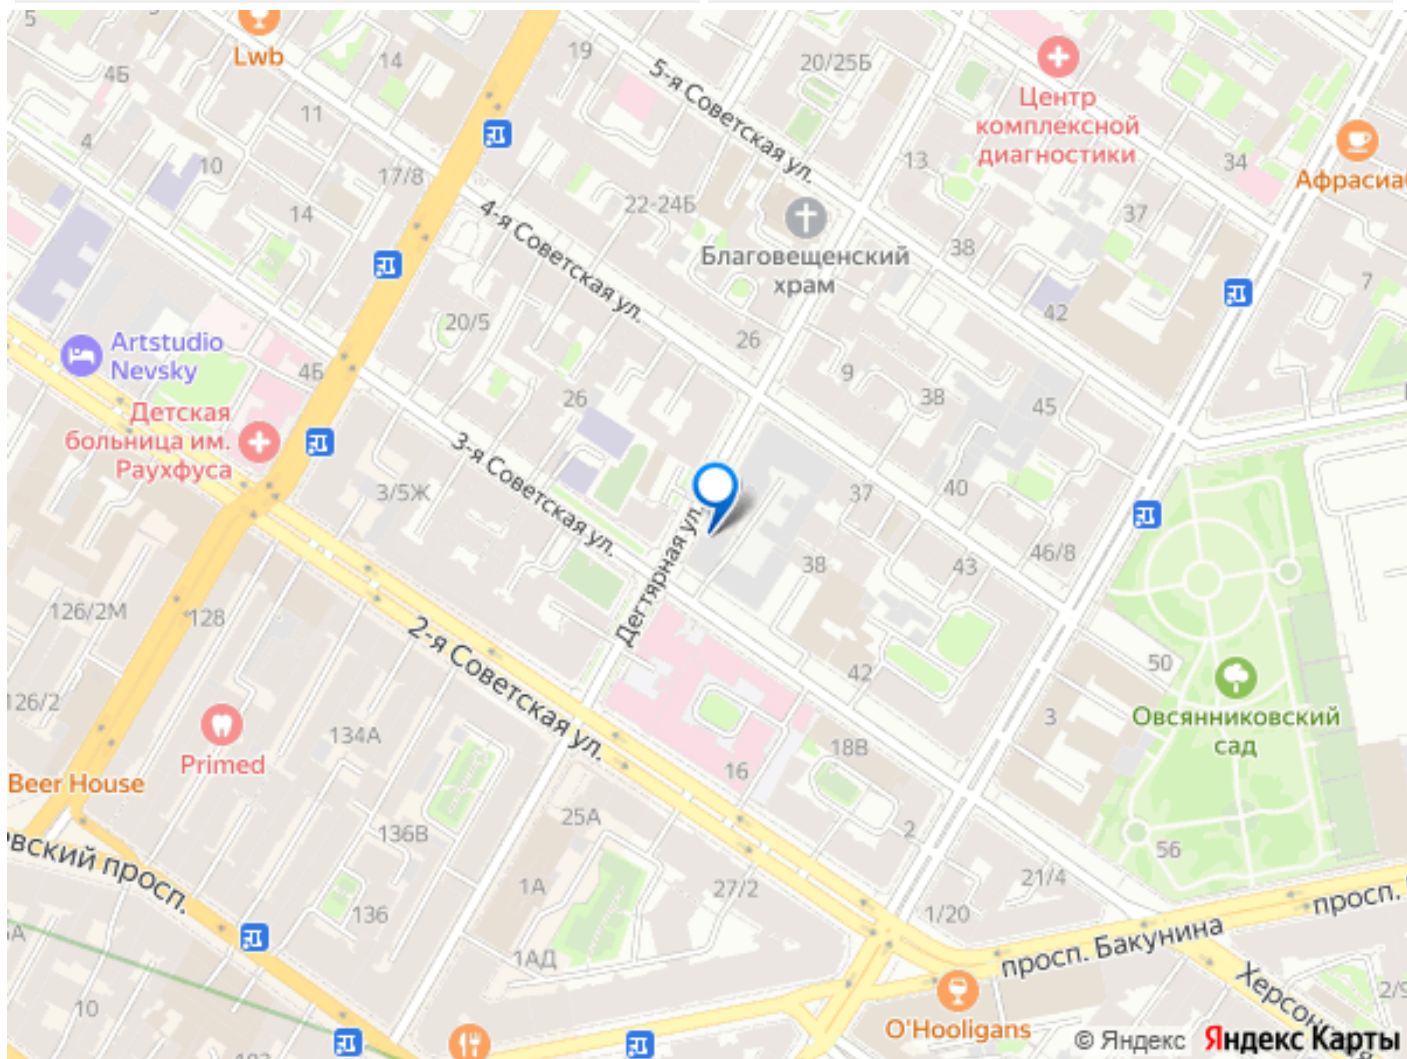 5
Lwb
14
19
20/25Б
5-я Советская ул.
Центр
комплексной
диагностики
4Б
11
4
10
17/8
13
34
14
22-24Б
4-я Советская ул.
37
38
Благовещенский
храм
7
42
20/5
26
Artstudio
Nevsky
4Б
9
38
26
45
Детская
больница им.
Раухфуса
3-я Советская ул.
3/5Ж
37
40
Дегтярная ул.
46/8
38
43
126/2М
128
2-я Советская ул.
42
50
126/2
3
Овсянниковский
сад
134А
18В
Primed
16
Beer House
25А
136В
2
56
вский просп.
1А
27/2
21/4
136
1/20
просп.
просп. Бакунина
1АД
Херсон
10
2/9
O'Hooligans
© Яндекс Яндекс Карты